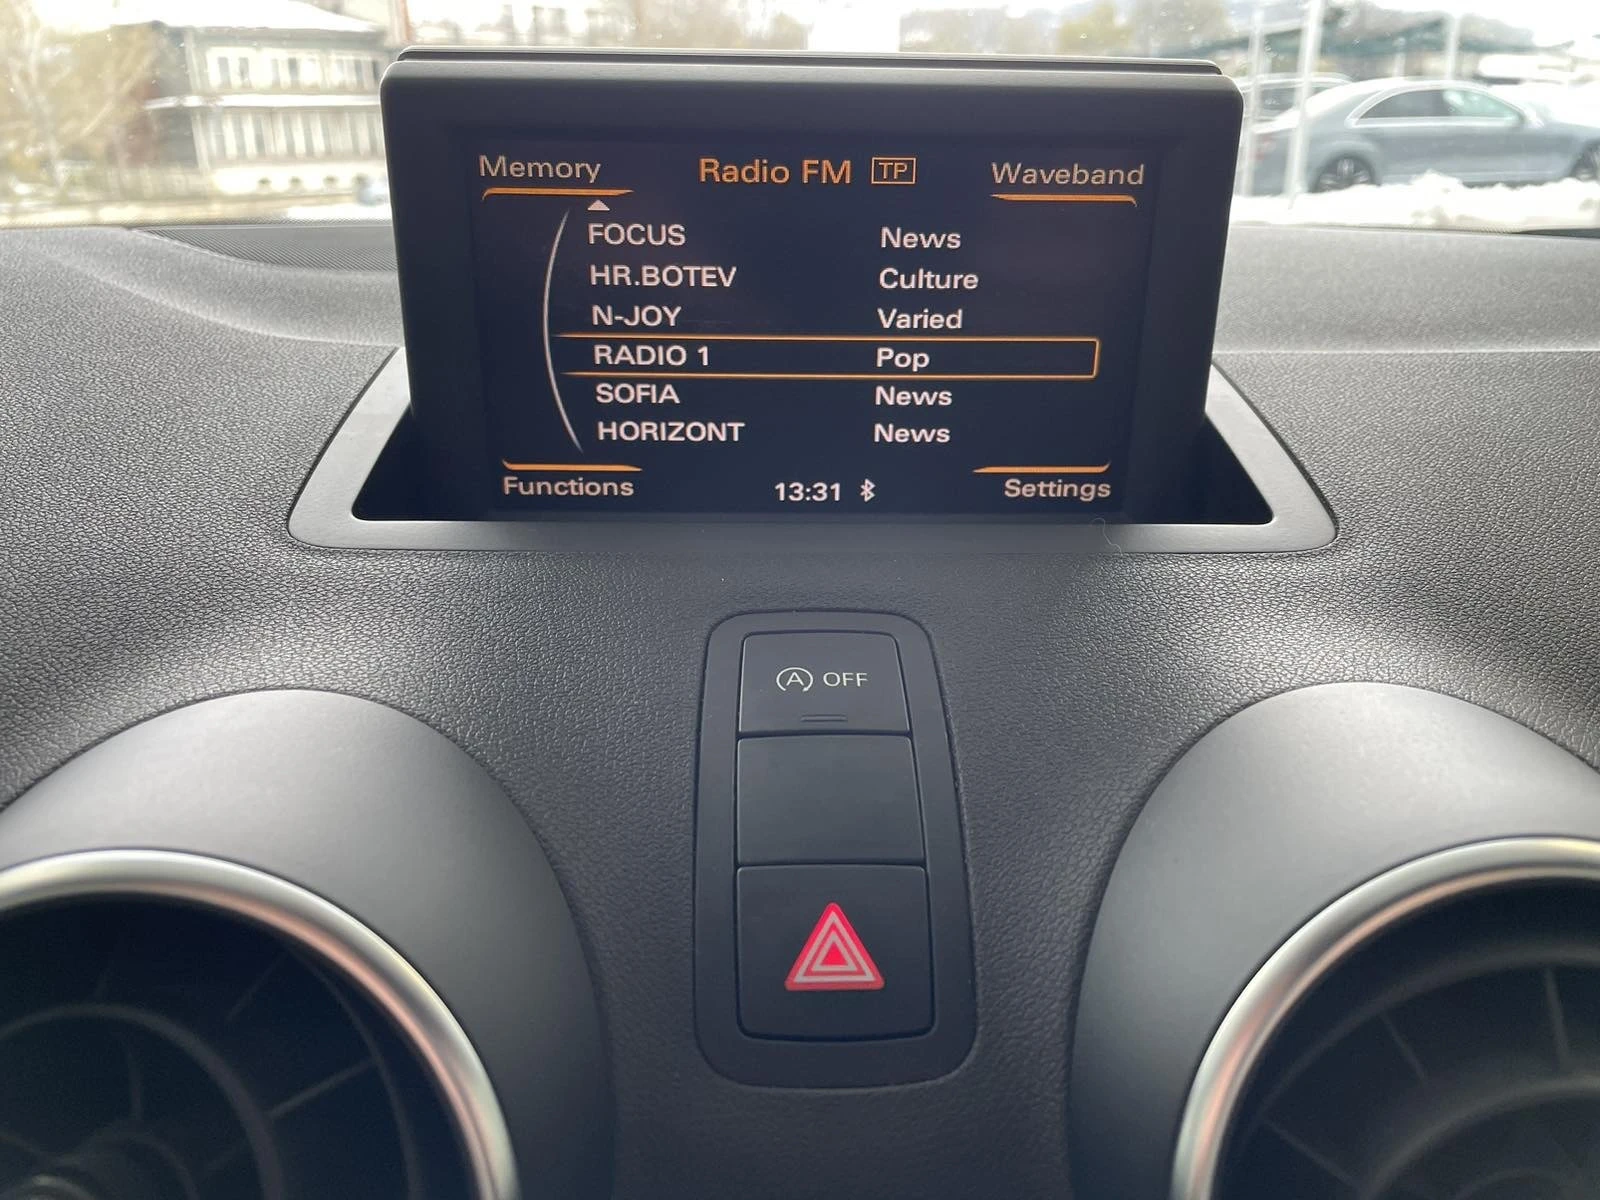 Memory Radio FM TP Waveband
FOCUS News
HR.BOTEV Culture
N-JOY Varied
RADIO 1 Pop
SOFIA News
HORIZONT News
Functions 13:31 Settings
A OFF